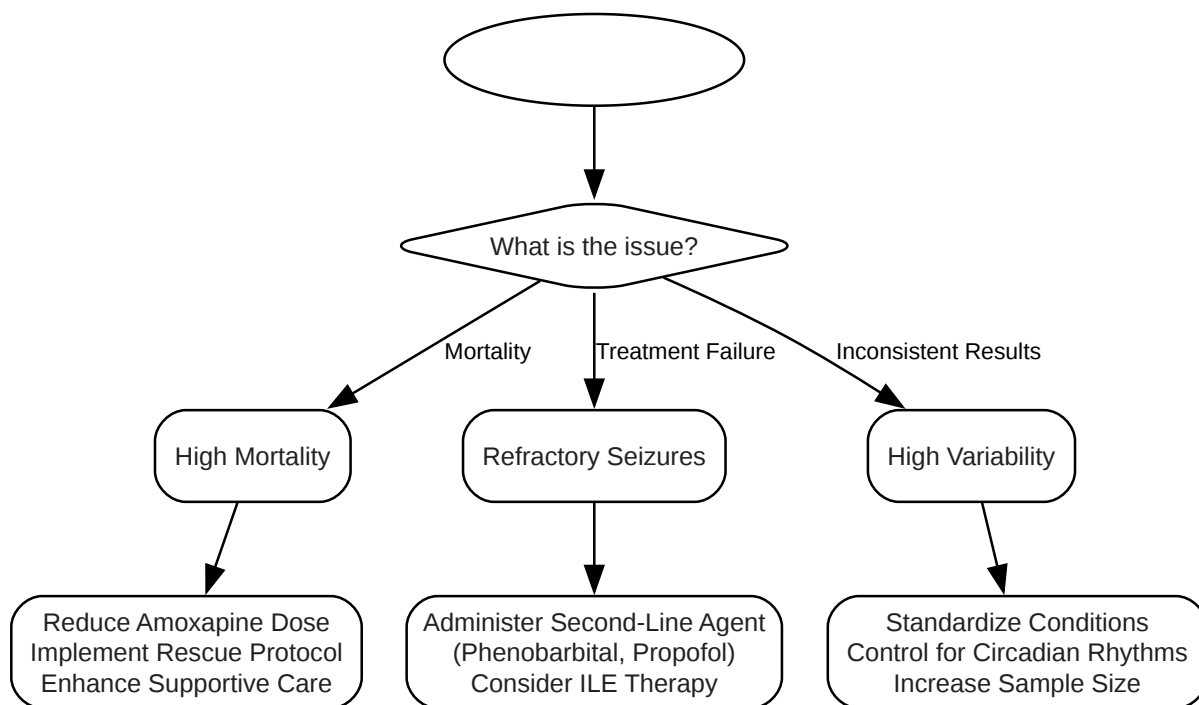 What is the issue?
Mortality
Treatment Failure
Inconsistent Results
High Mortality
Refractory Seizures
High Variability
Reduce Amoxapine Dose
Implement Rescue Protocol
Enhance Supportive Care
Administer Second-Line Agent
(Phenobarbital, Propofol)
Consider ILE Therapy
Standardize Conditions
Control for Circadian Rhythms
Increase Sample Size